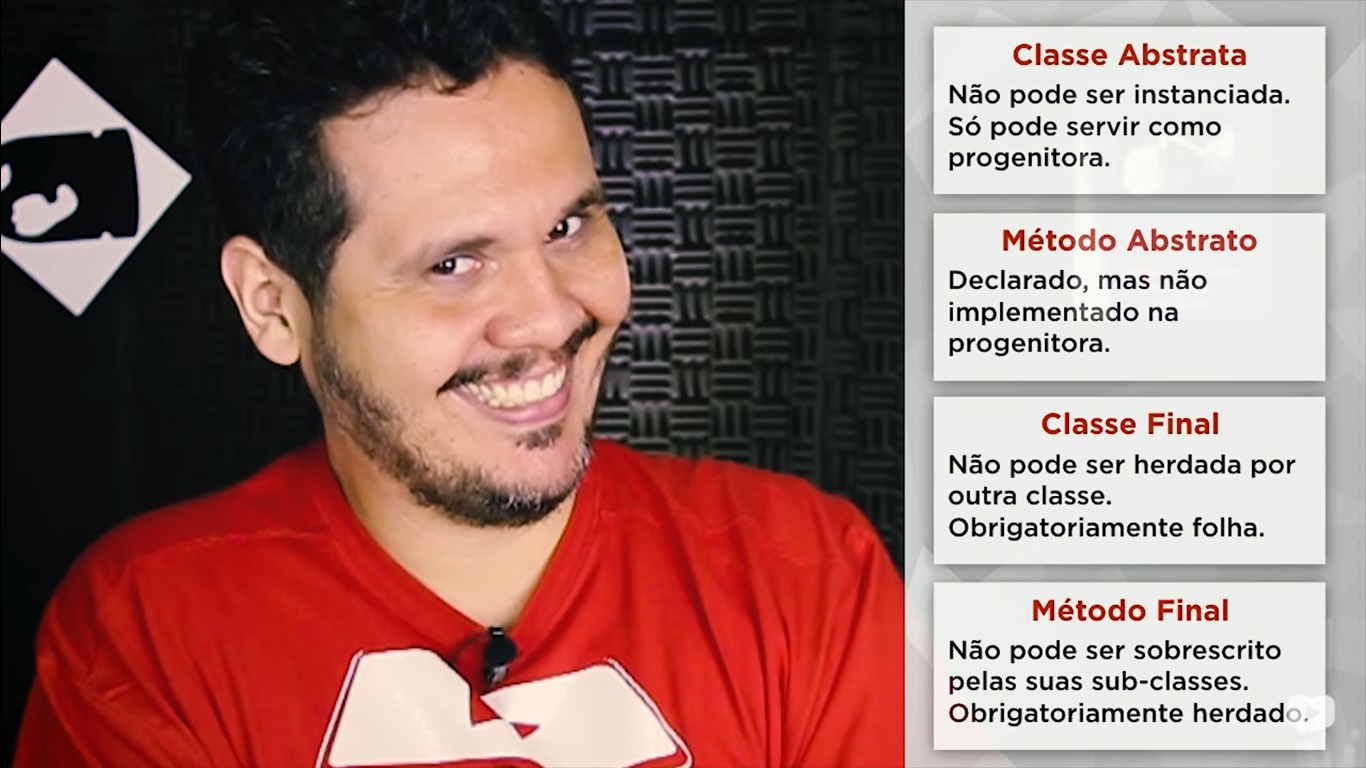 Classe Abstrata
Não pode ser instanciada.
Só pode servir como
progenitora.
Método Abstrato
Declarado, mas não
implementado na
progenitora.
Classe Final
Não pode ser herdada por
outra classe.
Obrigatoriamente folha.
Método Final
Não pode ser sobrescrito
pelas suas sub-classes.
Obrigatoriamente herdado.